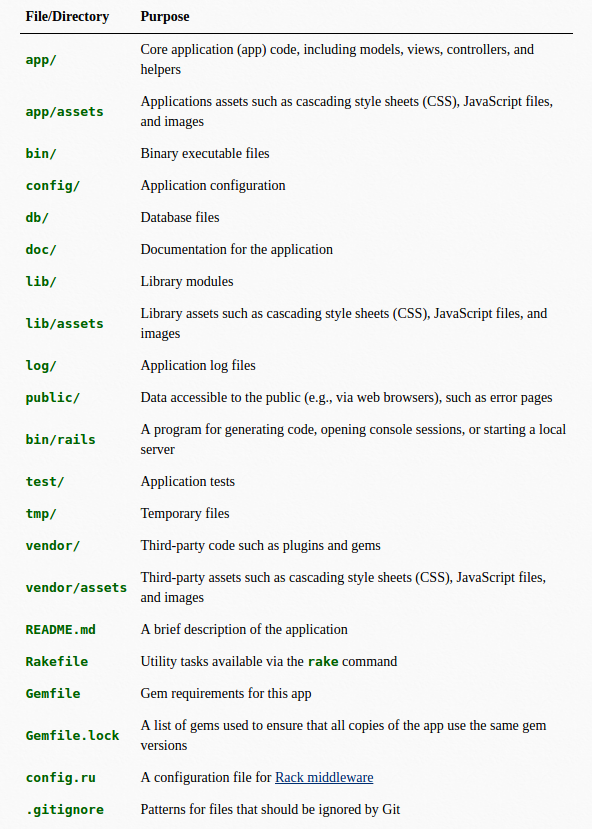 File/Directory Purpose
app/ Core application (app) code, including models, views, controllers, and
helpers
app/assets Applications assets such as cascading style sheets (CSS), JavaScript files,
and images
bin/ Binary executable files
config/ Application configuration
db/ Database files
doc/ Documentation for the application
lib/ Library modules
lib/assets Library assets such as cascading style sheets (CSS), JavaScript files, and
images
log/ Application log files
public/ Data accessible to the public (e.g., via web browsers), such as error pages
bin/rails A program for generating code, opening console sessions, or starting a local
server
test/ Application tests
tmp/ Temporary files
vendor/ Third-party code such as plugins and gems
vendor/assets Third-party assets such as cascading style sheets (CSS), JavaScript files,
and images
README.md A brief description of the application
Rakefile Utility tasks available via the rake command
Gemfile Gem requirements for this app
Gemfile.lock A list of gems used to ensure that all copies of the app use the same gem
versions
config.ru A configuration file for Rack middleware
.gitignore Patterns for files that should be ignored by Git